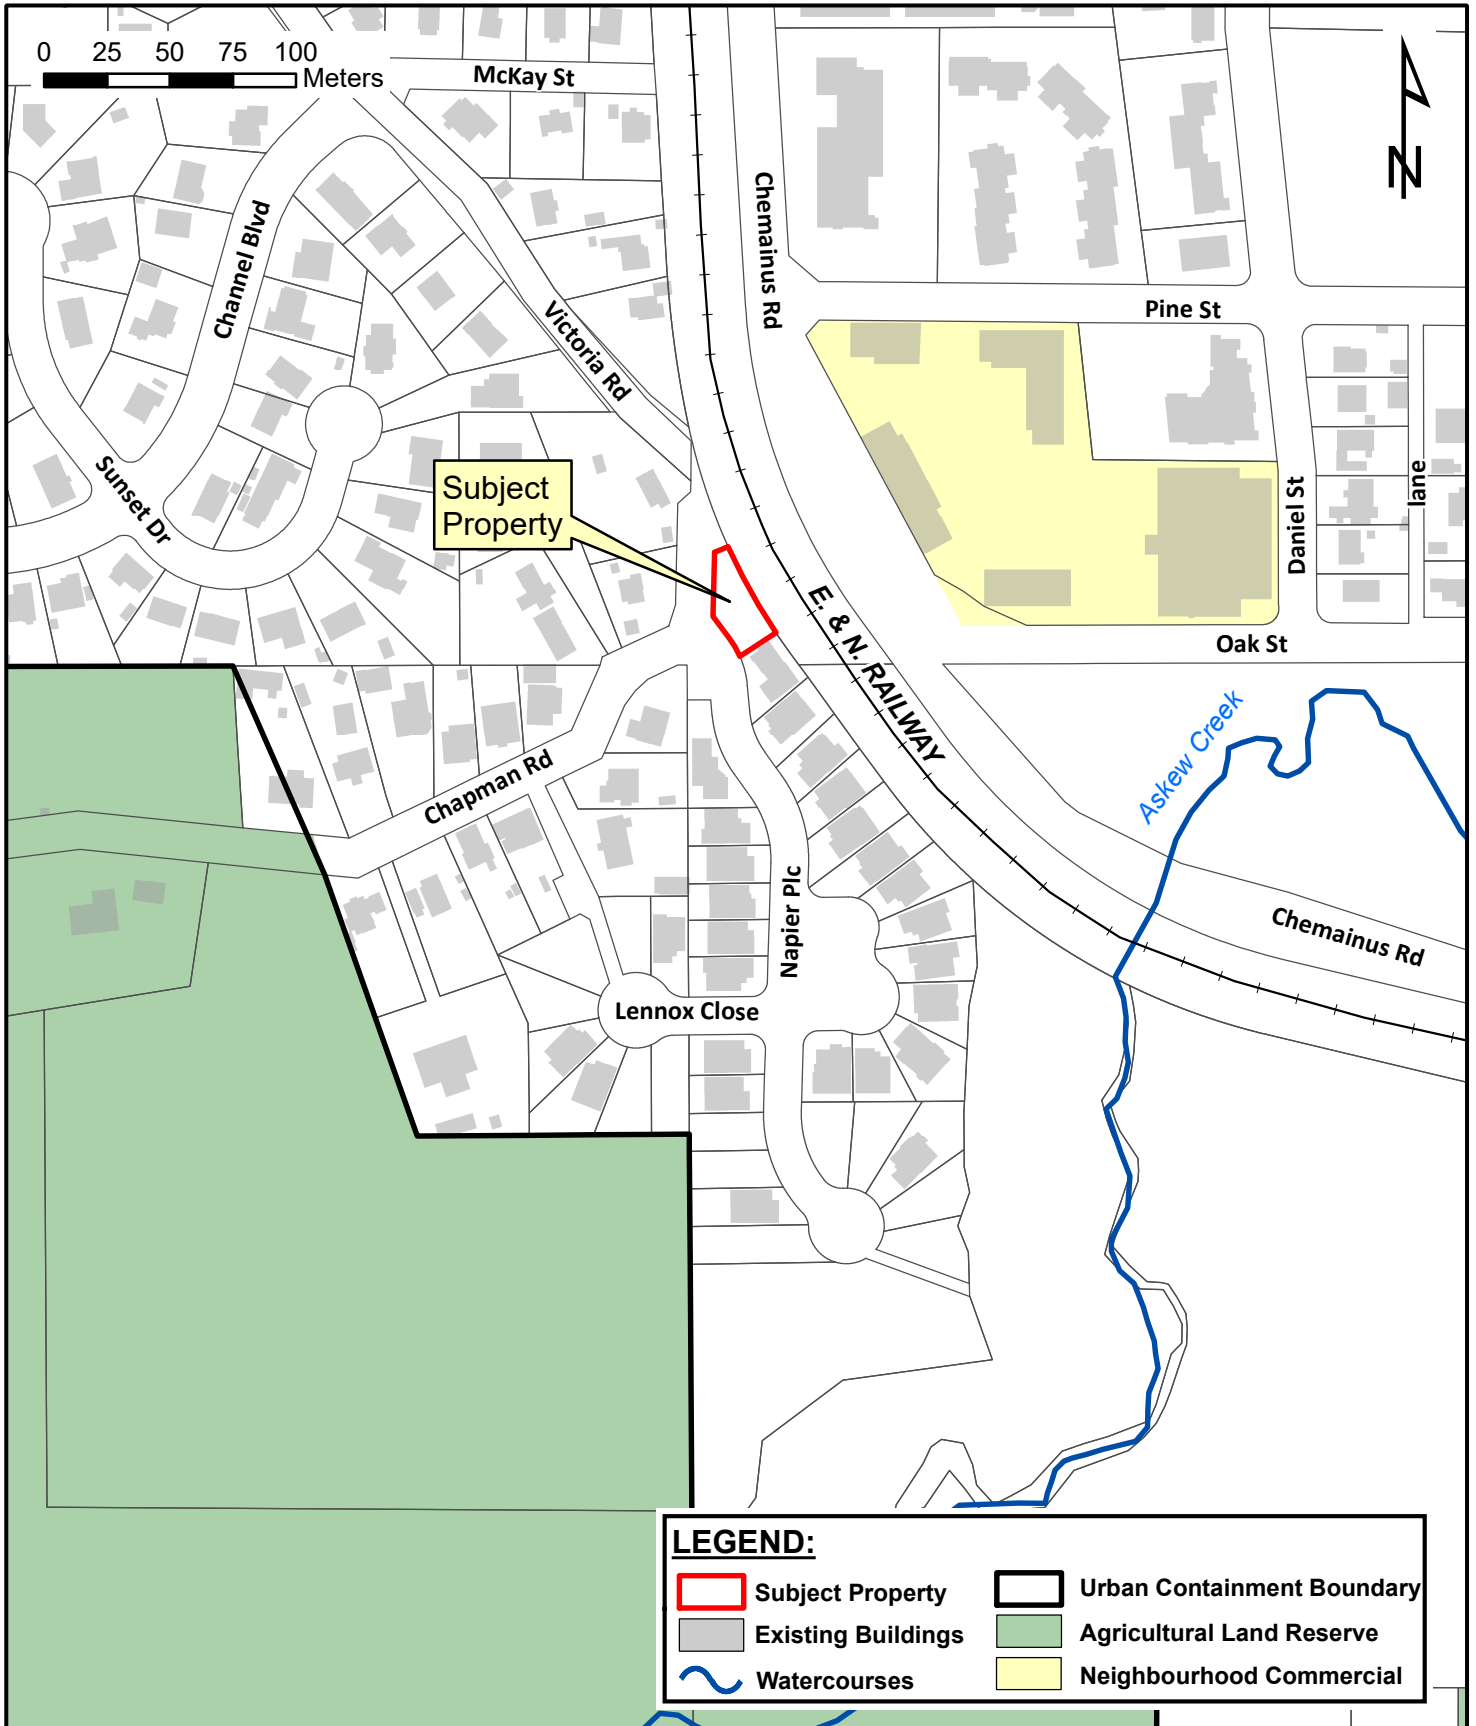 0 25 50 75 100
Meters
McKay St
N
Chemainus Rd
Channel Blvd
Pine St
Victoria Rd
Sunset Dr
Subject
Property
Daniel St
lane
E. & N. RAILWAY
Oak St
Askew Creek
Chapman Rd
Napier Plc
Chemainus Rd
Lennox Close
LEGEND:
Subject Property
Urban Containment Boundary
Existing Buildings
Agricultural Land Reserve
Watercourses
Neighbourhood Commercial